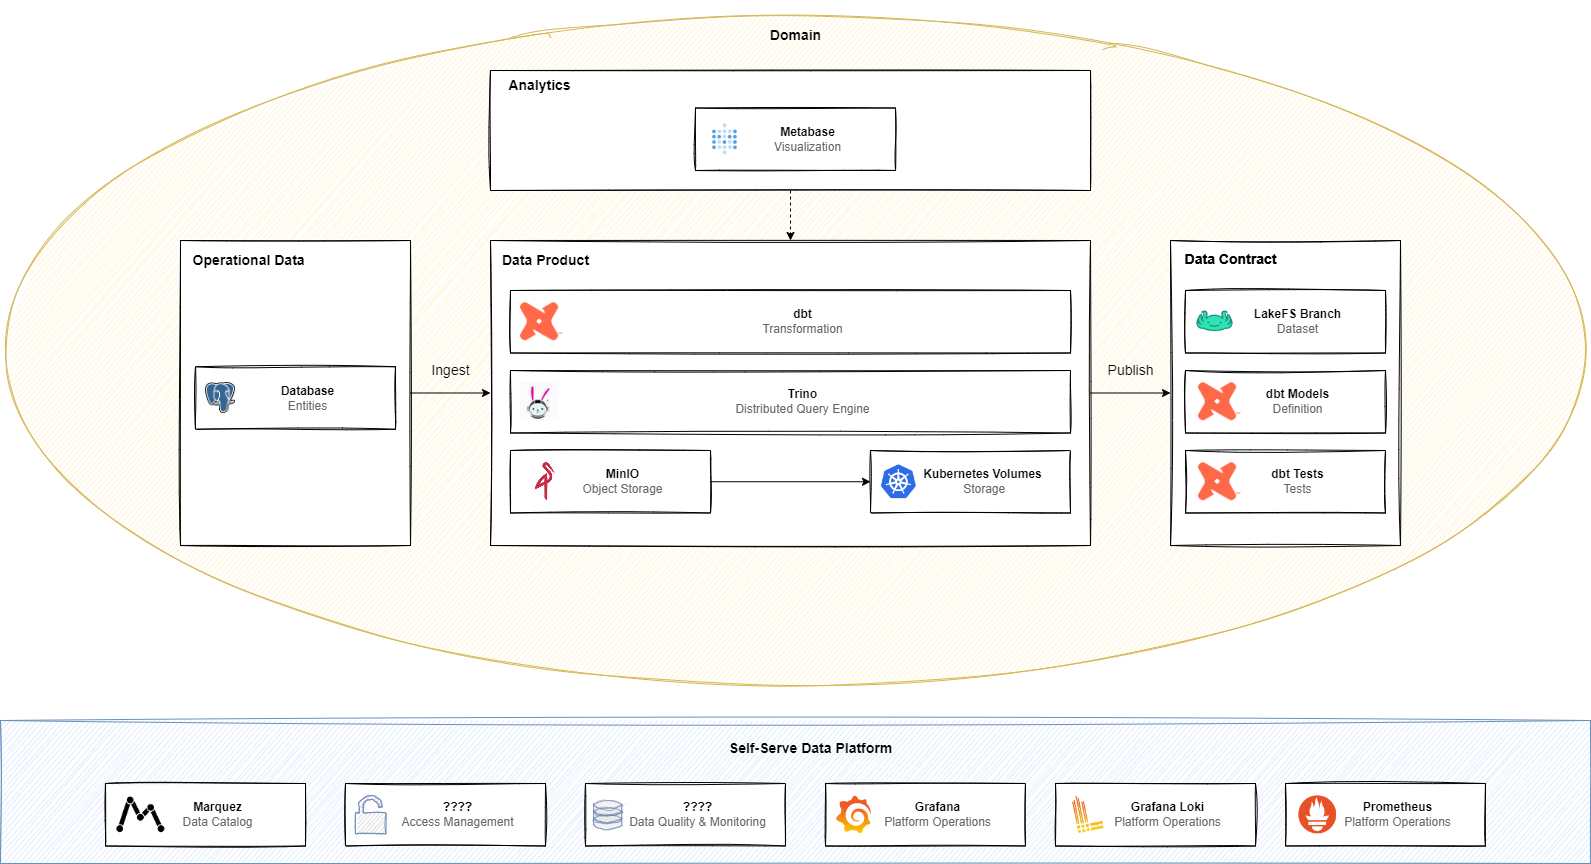 Domain
Analytics
Metabase
Visualization
Operational Data
Database
Entities
Ingest
Data Product
dbt
Transformation
Trino
Distributed Query Engine
MinIO
Object Storage
Kubernetes Volumes
Storage
Publish
Data Contract
LakeFS Branch
Dataset
dbt Models
Definition
dbt Tests
Tests
Self-Serve Data Platform
Marquez
Data Catalog
????
Access Management
????
Data Quality & Monitoring
Grafana
Platform Operations
Grafana Loki
Platform Operations
Prometheus
Platform Operations